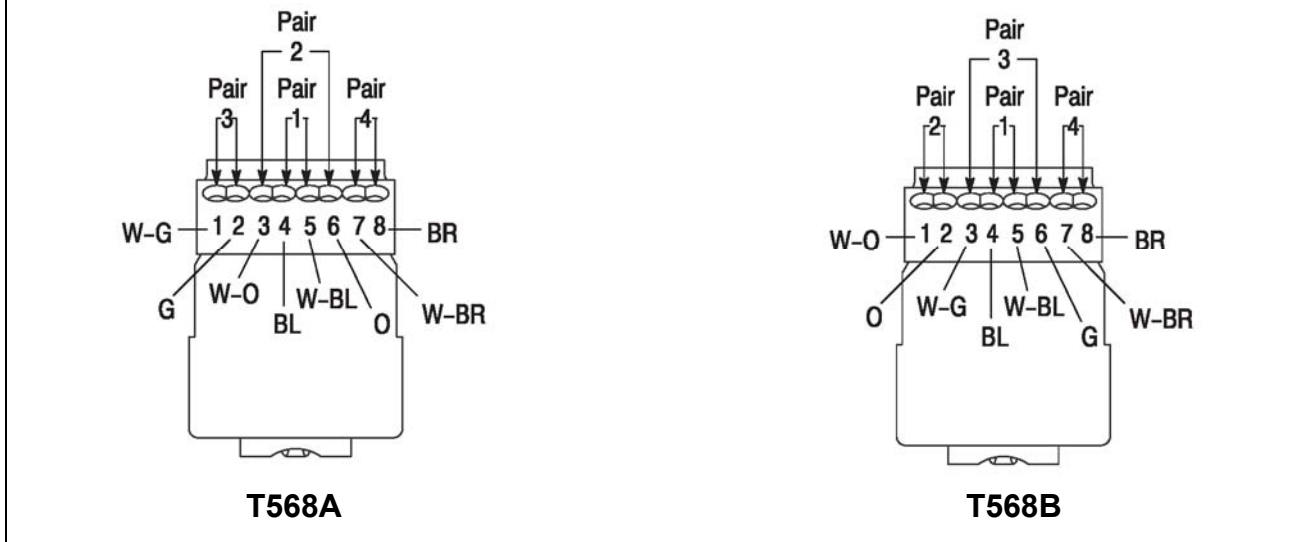 Pair
2
Pair Pair Pair
3 1 4
W-G 1 2 3 4 5 6 7 8 BR
G W-O BL W-BL O W-BR
T568A
Pair
3
Pair Pair Pair
2 1 4
W-O 1 2 3 4 5 6 7 8 BR
O W-G BL W-BL G W-BR
T568B